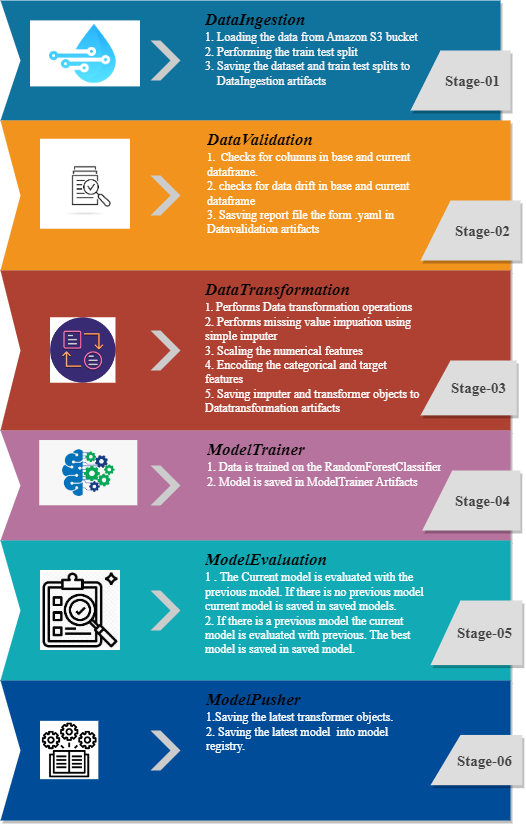 DataIngestion
1. Loading the data from Amazon S3 bucket
2. Performing the train test split
3. Saving the dataset and train test splits to
DataIngestion artifacts
Stage-01
DataValidation
1. Checks for columns in base and current
dataframe.
2. checks for data drift in base and current
dataframe
3. Sasving report file the form .yaml in
Datavalidation artifacts
Stage-02
DataTransformation
1. Performs Data transformation operations
2. Performs missing value impuation using
simple imputer
3. Scaling the numerical features
4. Encoding the categorical and target
features
5. Saving imputer and transformer objects to
Datatransformation artifacts
Stage-03
ModelTrainer
1. Data is trained on the RandomForestClassifier
2. Model is saved in ModelTrainer Artifacts
Stage-04
ModelEvaluation
1 . The Current model is evaluated with the
previous model. If there is no previous model
current model is saved in saved models.
2. If there is a previous model the current
model is evaluated with previous. The best
model is saved in saved model.
Stage-05
ModelPusher
1.Saving the latest transformer objects.
2. Saving the latest model into model
registry.
Stage-06